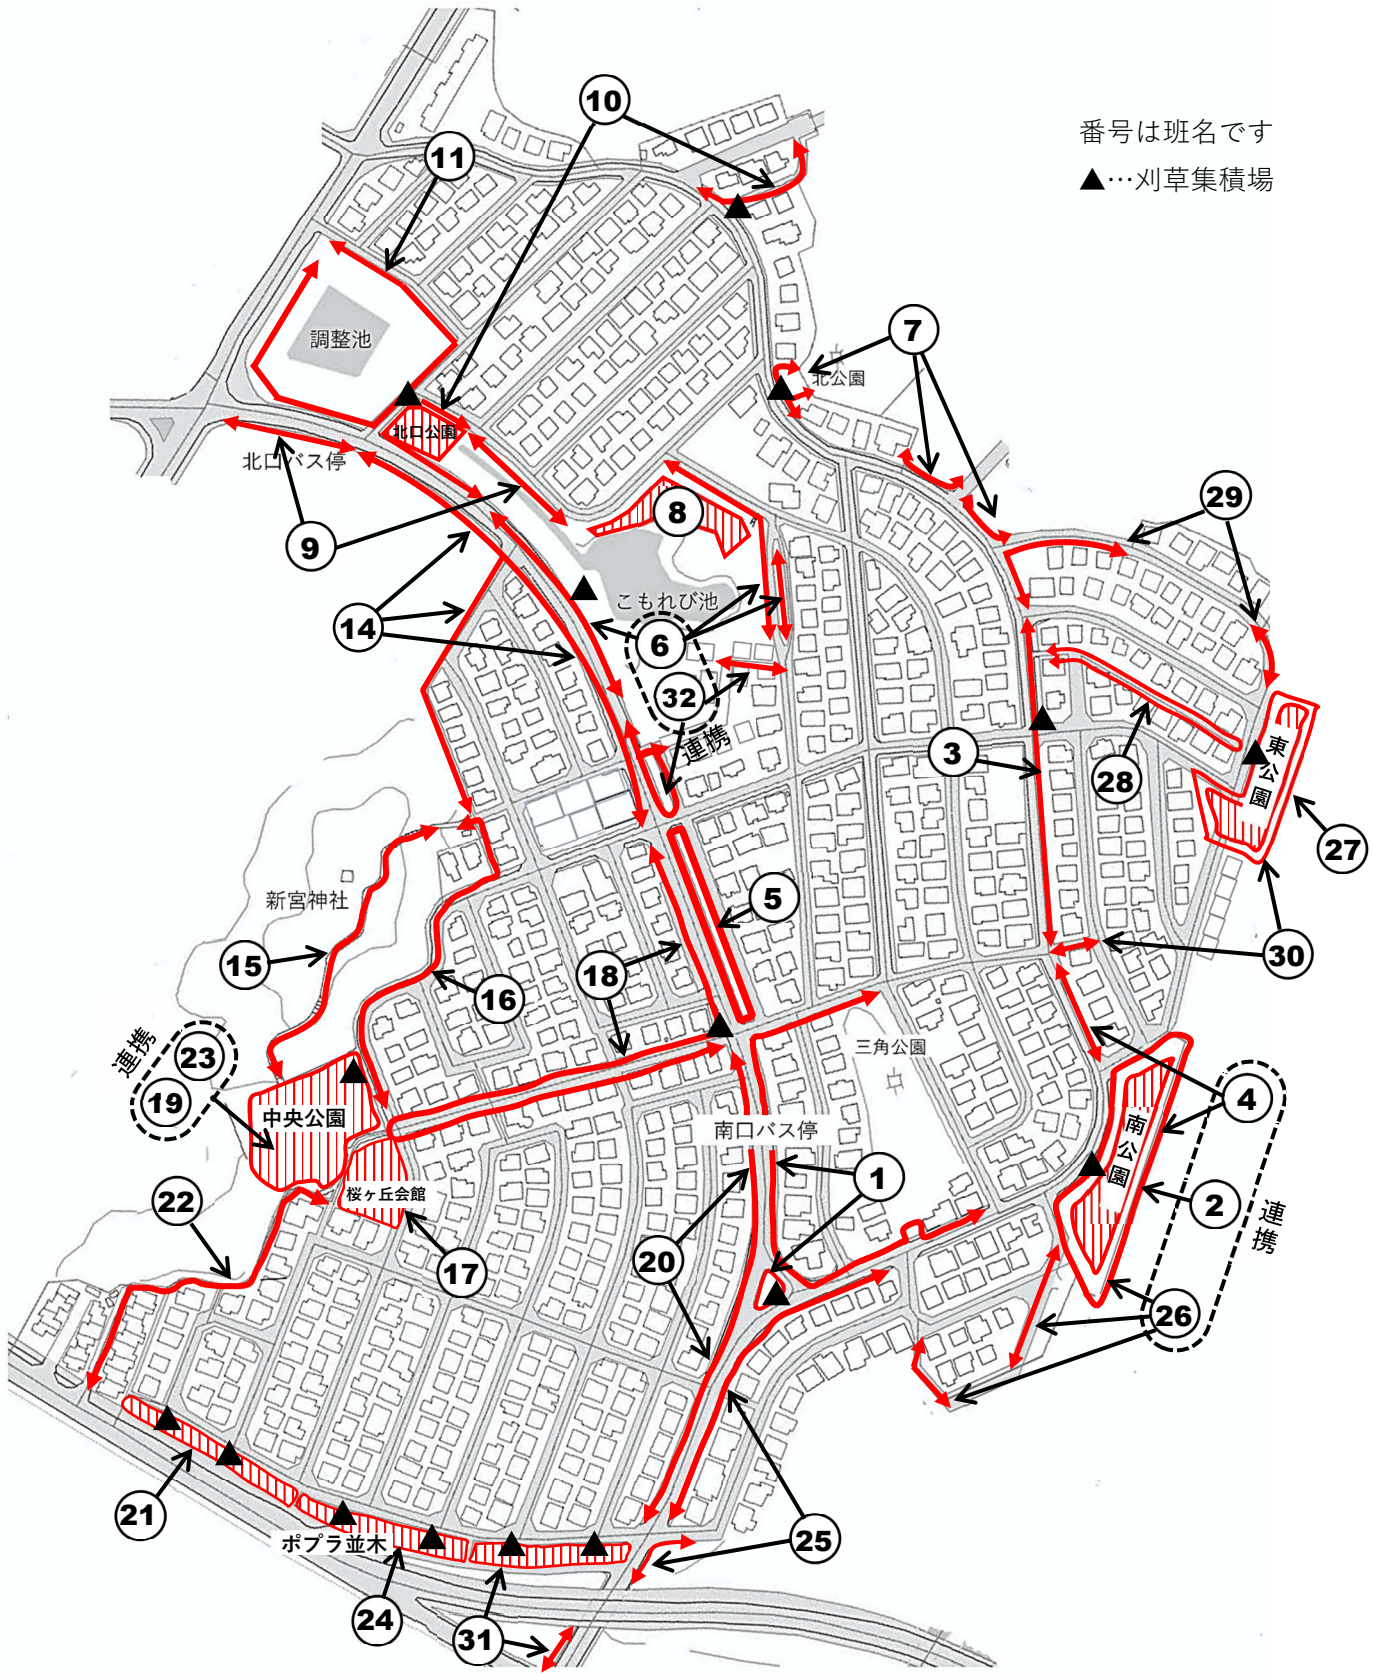 番号は班名です
▲…刈草集積場
10
11
7
調整池
北公園
北口公園
北口バス停
9
8
29
14
こもれび池
6
32
連携
3
28
東公園
27
新宮神社
15
5
16
18
30
連携
23
19
中央公園
三角公園
南口バス停
南公園
4
2
連携
1
桜ヶ丘会館
22
17
20
26
21
ポプラ並木
25
24
31